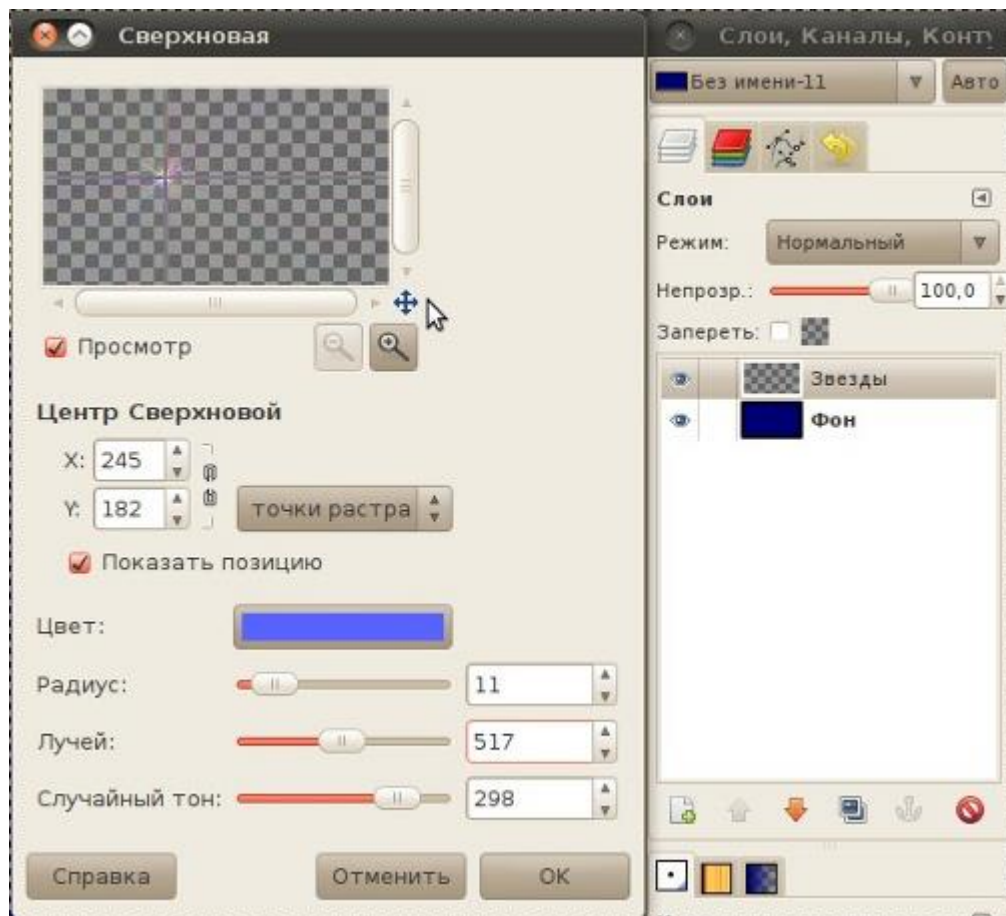 Сверхновая
Просмотр
Центр Сверхновой
X: 245
Y: 182 точки растра
Показать позицию
Цвет:
Радиус: 11
Лучей: 517
Случайный тон: 298
Справка Отменить OK
Слои, Каналы, Конту
Без имени-11 Авто
Слои
Режим: Нормальный
Непрозр.: 100,0
Запереть:
Звезды
Фон